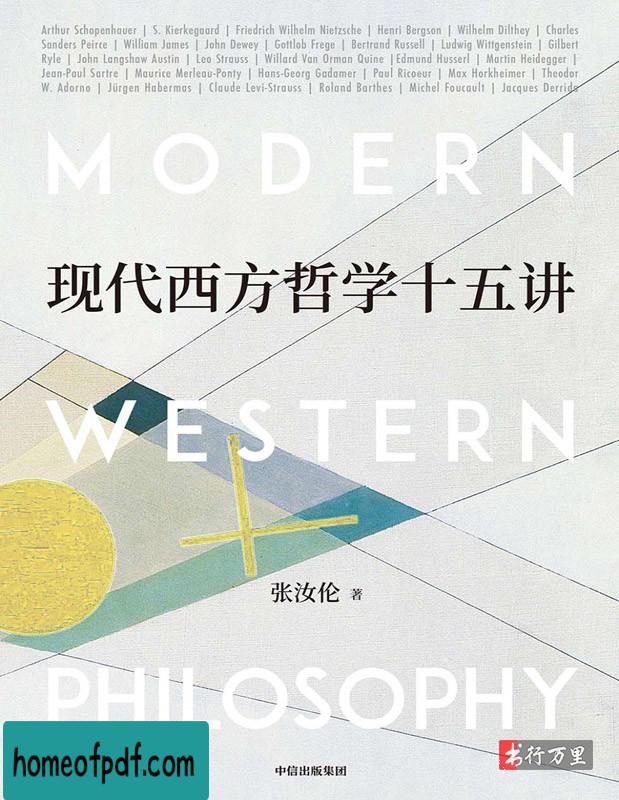 Arthur Schopenhauer | S. Kierkegaard | Friedrich Wilhelm Nietzsche | Henri Bergson | Wilhelm Dilthey | Charles
Sanders Peirce | William James | John Dewey | Gottlob Frege | Bertrand Russell | Ludwig Wittgenstein | Gilbert
Ryle | John Langshaw Austin | Leo Strauss | Willard Van Orman Quine |Edmund Husserl | Martin Heidegger |
Jean-Paul Sartre | Maurice Merleau-Ponty | Hans-Georg Gadamer | Paul Ricoeur | Max Horkheimer | Theodor
W. Adorno | Jürgen Habermas | Claude Levi-Strauss | Roland Barthes | Michel Foucault | Jacques Derrida
MODERN
现代西方哲学十五讲
WESTERN
张汝伦 著
PHILOSOPHY
homeofpdf.com
中信出版集团
书行万里